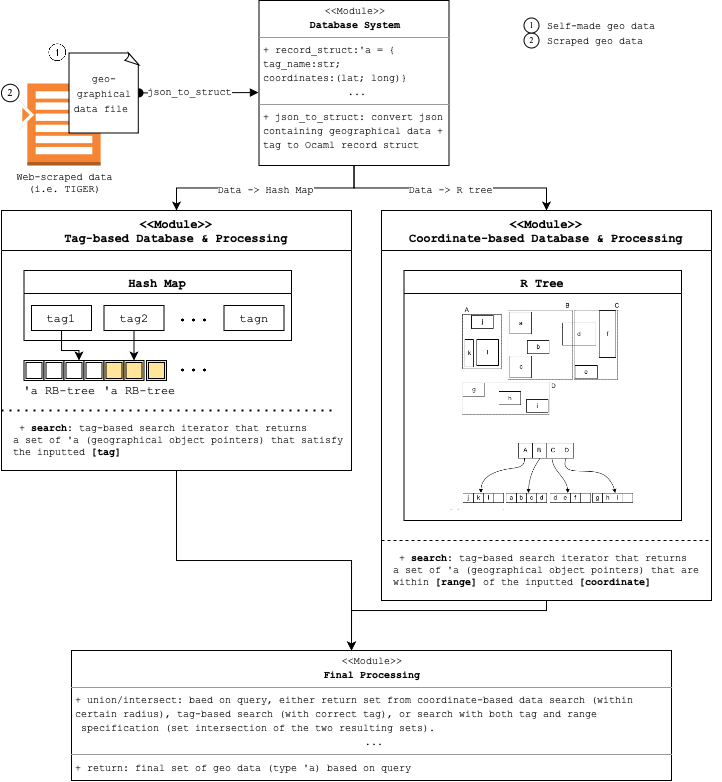 <<Module>>
Database System
+ record_struct:'a = {
tag_name:str;
coordinates:(lat; long)}
...
+ json_to_struct: convert json
containing geographical data +
tag to Ocaml record struct
1 Self-made geo data
2 Scraped geo data
1
2
geo-
graphical
data file
json_to_struct
Web-scraped data
(i.e. TIGER)
Data -> Hash Map
Data -> R tree
<<Module>>
Tag-based Database & Processing
Hash Map
tag1 tag2 ... tagn
...
'a RB-tree 'a RB-tree
+ search: tag-based search iterator that returns
a set of 'a (geographical object pointers) that satisfy
the inputted [tag]
<<Module>>
Coordinate-based Database & Processing
R Tree
A B C
j a d f
k l b
c e
D
g h i
A B C D
j k l a b c d d e f g h i
+ search: tag-based search iterator that returns
a set of 'a (geographical object pointers) that are
within [range] of the inputted [coordinate]
<<Module>>
Final Processing
+ union/intersect: baed on query, either return set from coordinate-based data search (within
certain radius), tag-based search (with correct tag), or search with both tag and range
specification (set intersection of the two resulting sets).
...
+ return: final set of geo data (type 'a) based on query